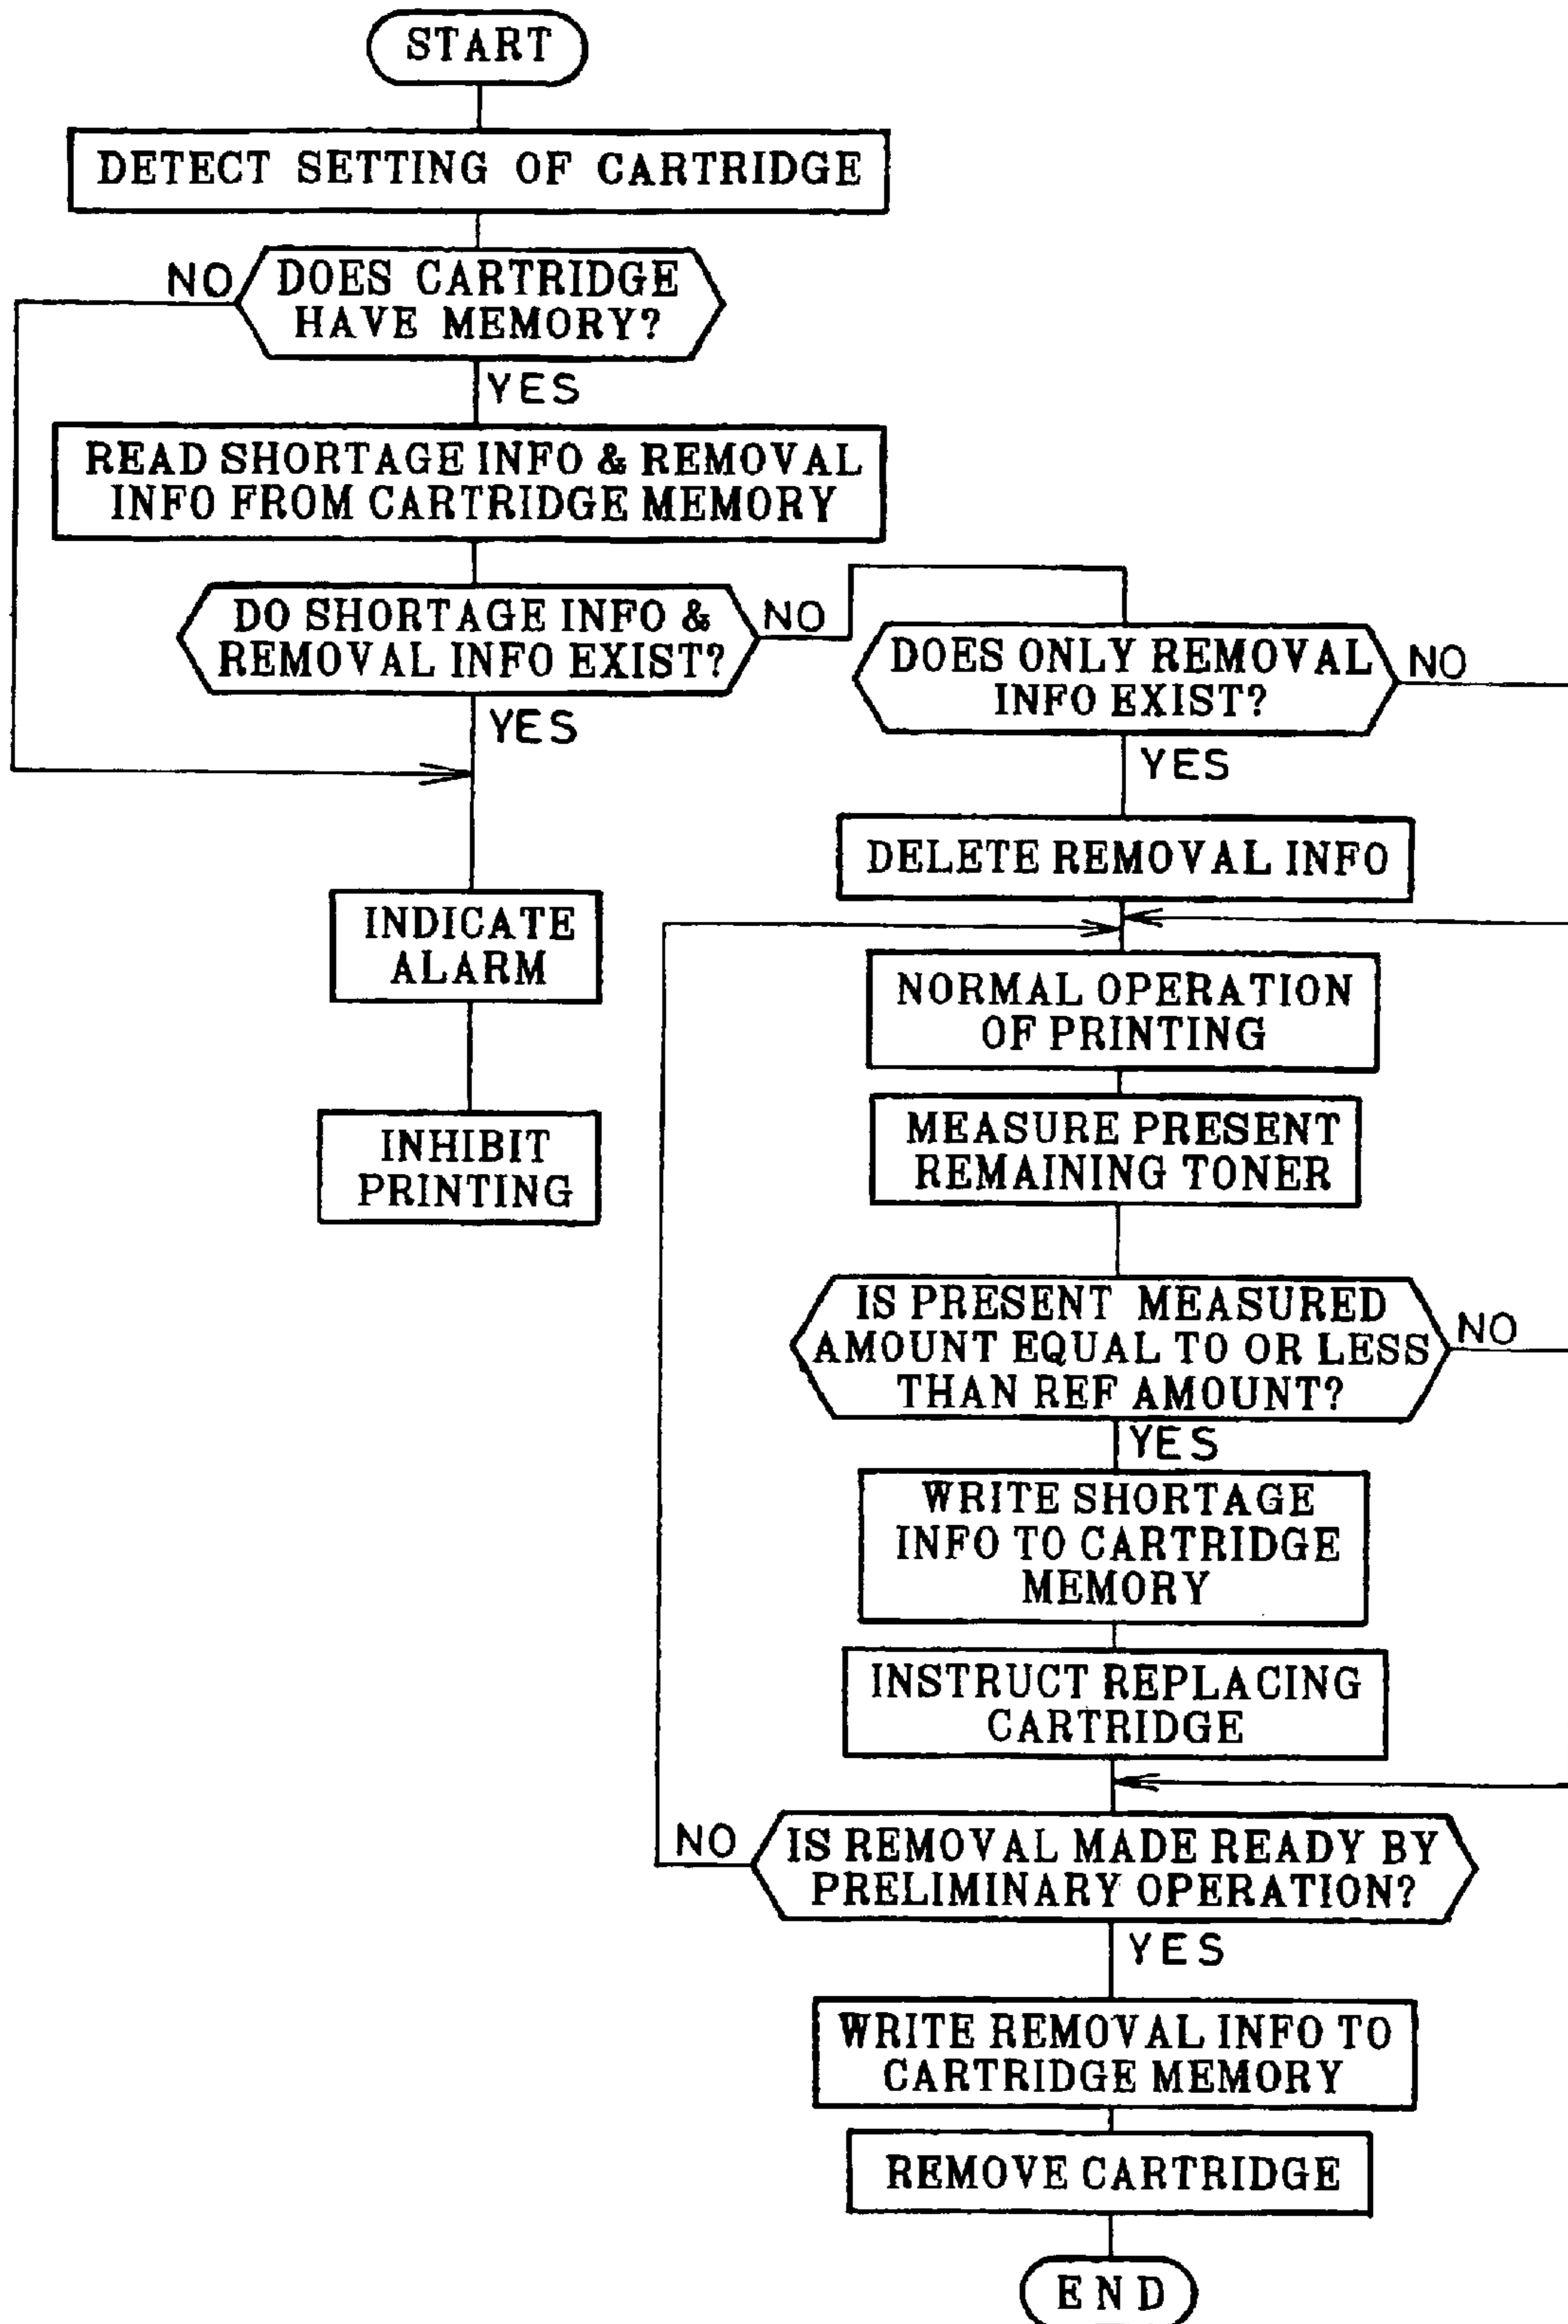 START
DETECT SETTING OF CARTRIDGE
NO
DOES CARTRIDGE
HAVE MEMORY?
YES
READ SHORTAGE INFO & REMOVAL
INFO FROM CARTRIDGE MEMORY
DO SHORTAGE INFO &
REMOVAL INFO EXIST?
NO
YES
INDICATE
ALARM
INHIBIT
PRINTING
DOES ONLY REMOVAL
INFO EXIST?
NO
YES
DELETE REMOVAL INFO
NORMAL OPERATION
OF PRINTING
MEASURE PRESENT
REMAINING TONER
IS PRESENT MEASURED
AMOUNT EQUAL TO OR LESS
THAN REF AMOUNT?
NO
YES
WRITE SHORTAGE
INFO TO CARTRIDGE
MEMORY
INSTRUCT REPLACING
CARTRIDGE
NO
IS REMOVAL MADE READY BY
PRELIMINARY OPERATION?
YES
WRITE REMOVAL INFO TO
CARTRIDGE MEMORY
REMOVE CARTRIDGE
END